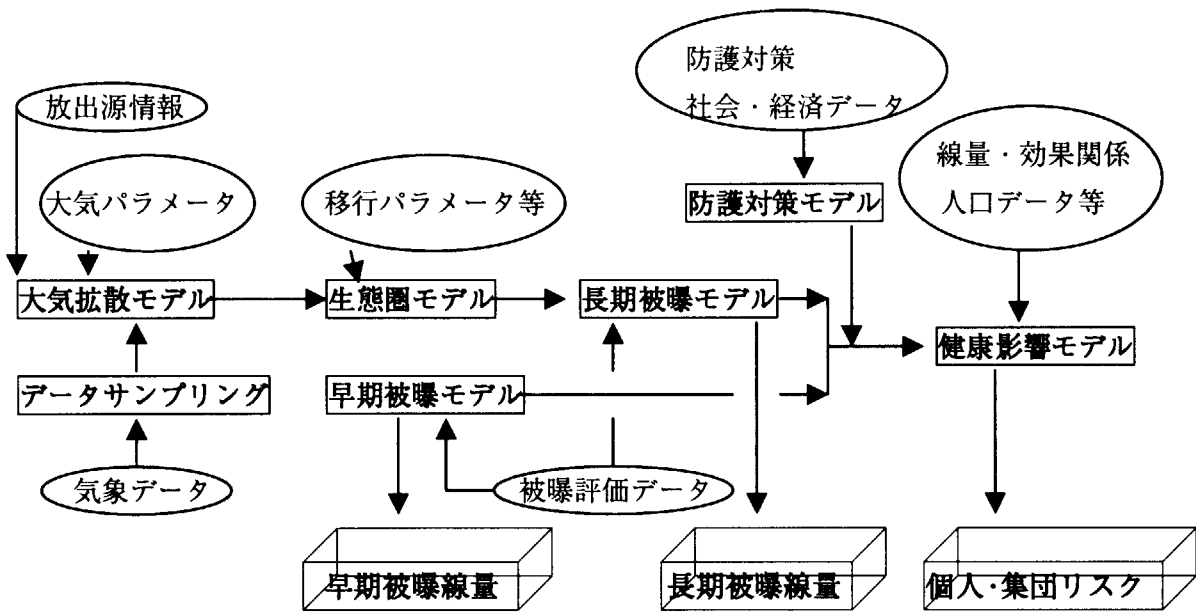 防護対策
社会・経済データ
放出源情報
線量・効果関係
人口データ等
大気パラメータ
移行パラメータ等
防護対策モデル
大気拡散モデル
生態圏モデル
長期被曝モデル
健康影響モデル
データサンプリング
早期被曝モデル
気象データ
被曝評価データ
早期被曝線量
長期被曝線量
個人・集団リスク